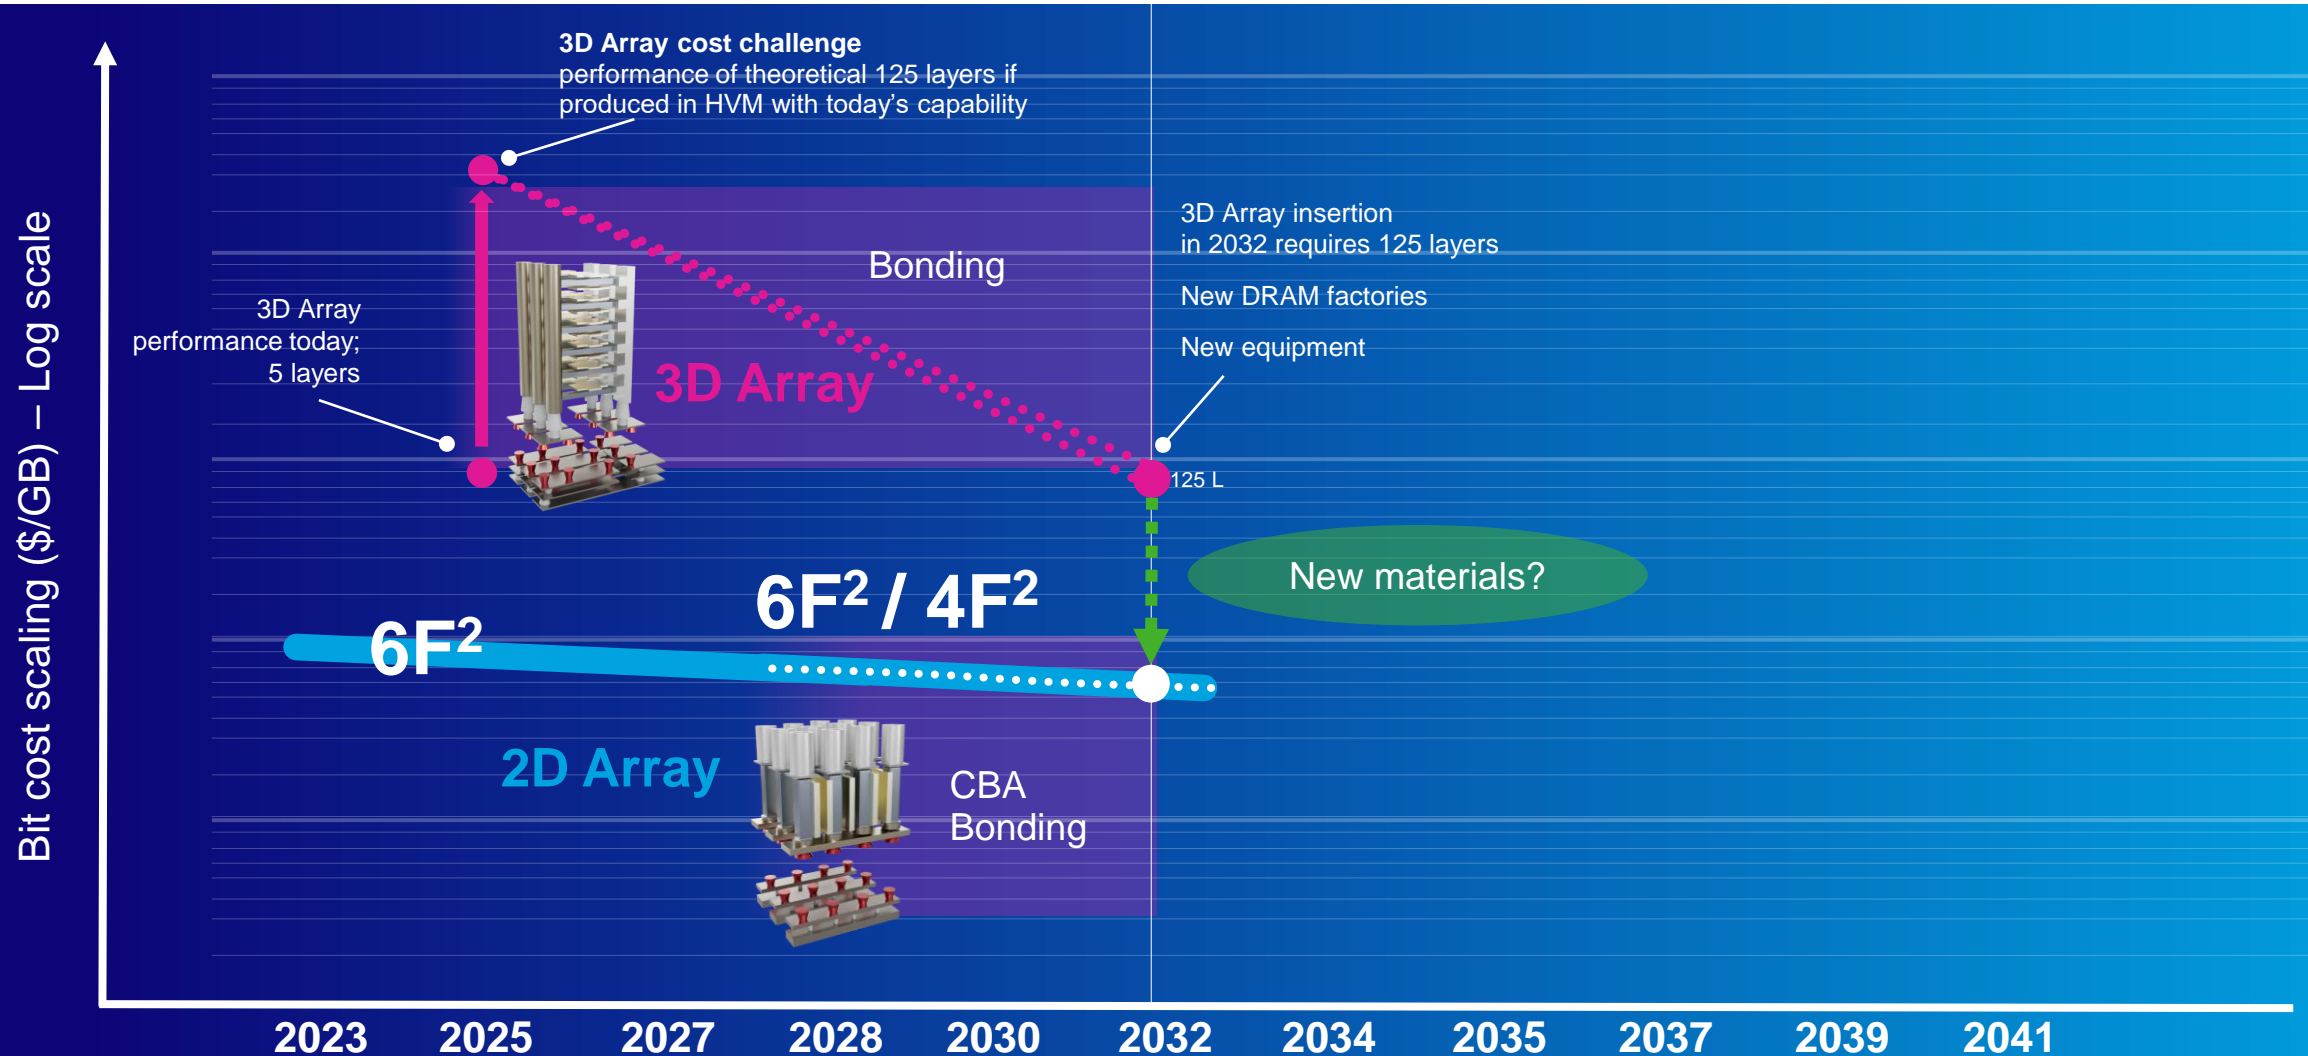 3D Array cost challenge
performance of theoretical 125 layers if
produced in HVM with today’s capability
Bit cost scaling ($/GB) – Log scale
3D Array
performance today;
5 layers
Bonding
3D Array
3D Array insertion
in 2032 requires 125 layers
New DRAM factories
New equipment
125 L
New materials?
6F²
6F² / 4F²
2D Array
CBA
Bonding
2023 2025 2027 2028 2030 2032 2034 2035 2037 2039 2041